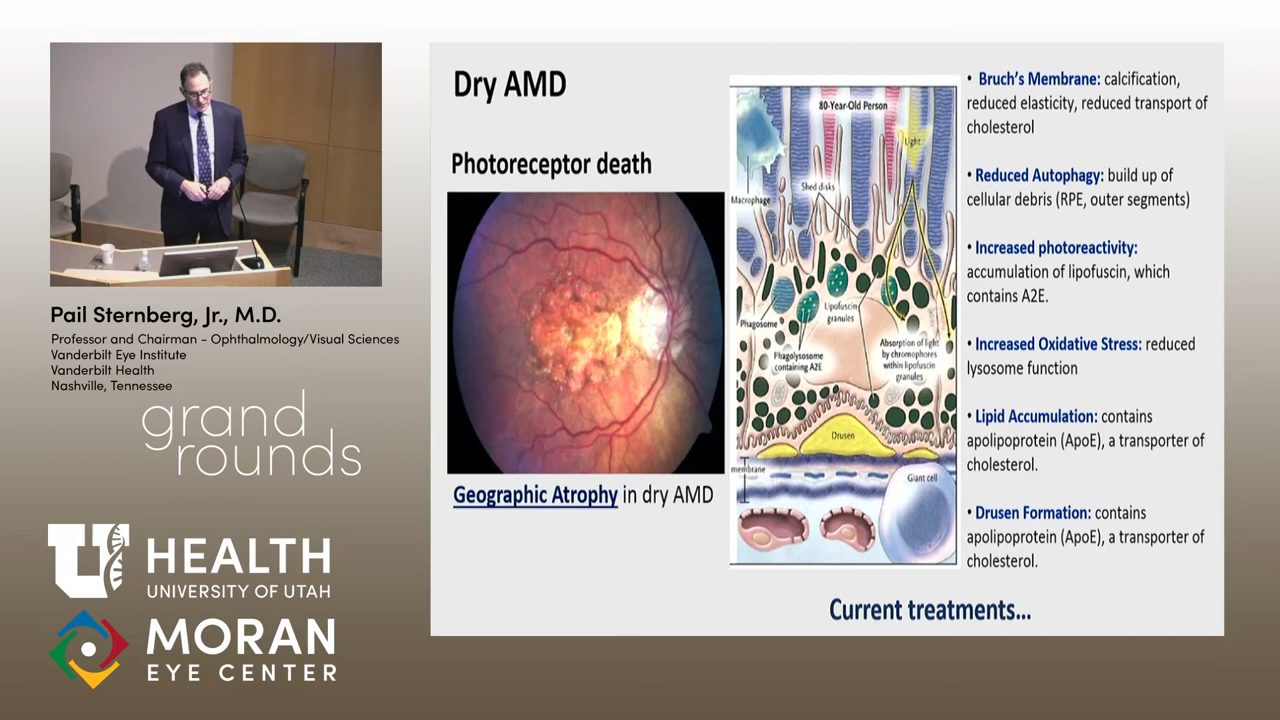 Pail Sternberg, Jr., M.D.
Professor and Chairman - Ophthalmology/Visual Sciences
Vanderbilt Eye Institute
Vanderbilt Health
Nashville, Tennessee
grand
rounds
U
HEALTH
UNIVERSITY OF UTAH
MORAN
EYE CENTER
Dry AMD
Photoreceptor death
Geographic Atrophy in dry AMD
80-Year-Old Person
Light
Shed disks
Macrophage
Phagosome
Lipofuscin
granules
Phagolysosome
containing A2E
Absorption of light
by chromophores
within lipofuscin
granules
Drusen
membrane
Giant cell
• Bruch's Membrane: calcification,
reduced elasticity, reduced transport of
cholesterol
• Reduced Autophagy: build up of
cellular debris (RPE, outer segments)
• Increased photoreactivity:
accumulation of lipofuscin, which
contains A2E.
• Increased Oxidative Stress: reduced
lysosome function
• Lipid Accumulation: contains
apolipoprotein (ApoE), a transporter of
cholesterol.
• Drusen Formation: contains
apolipoprotein (ApoE), a transporter of
cholesterol.
Current treatments...